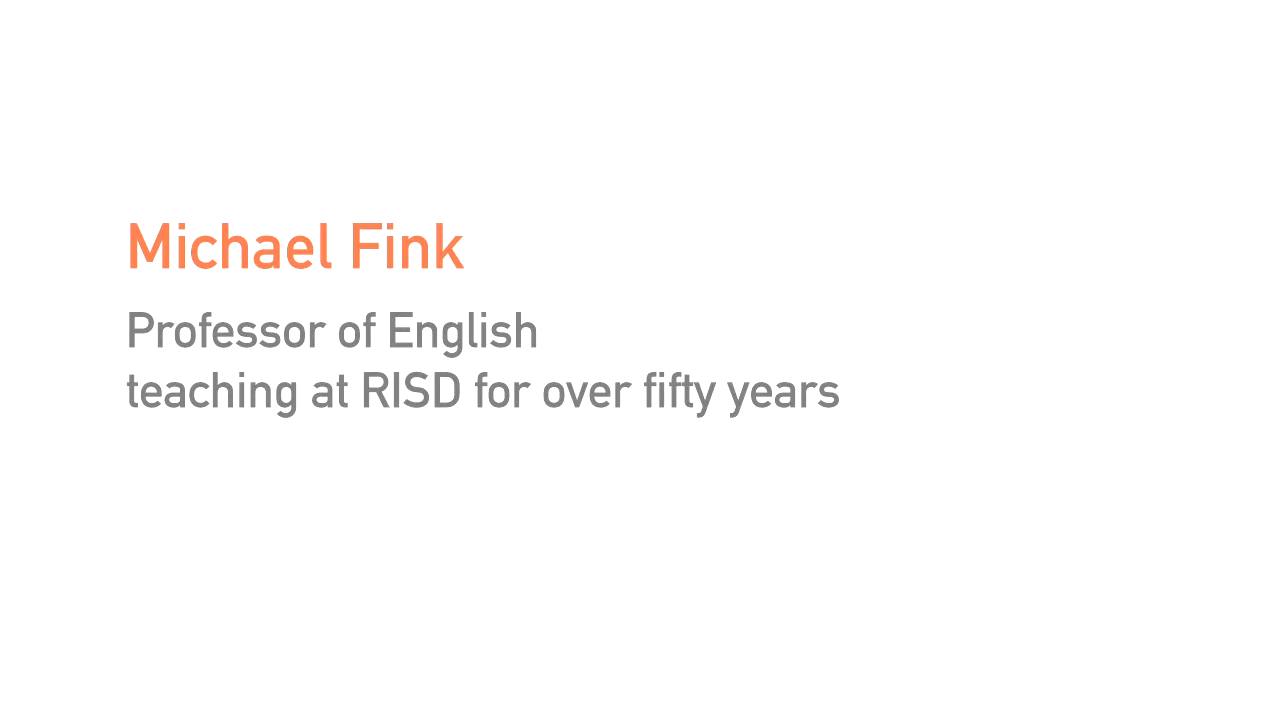 Michael Fink
Professor of English
teaching at RISD for over fifty years